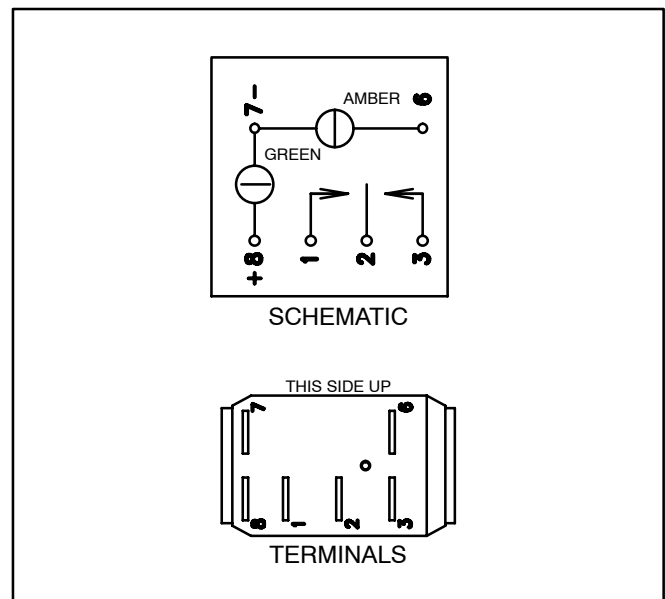 7 -
AMBER
6
GREEN
+ 8
1
2
3
SCHEMATIC
THIS SIDE UP
7
6
8
1
2
3
TERMINALS